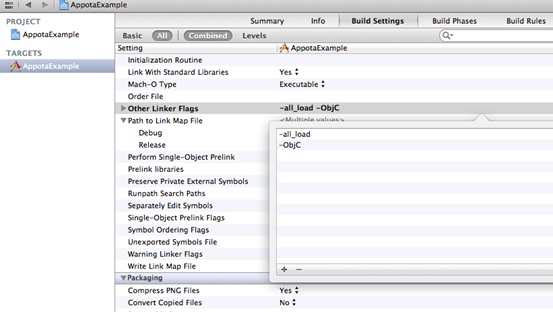 AppotaExample
PROJECT
AppotaExample
TARGETS
AppotaExample
Summary Info Build Settings Build Phases Build Rules
Basic All Combined Levels
Setting AppotaExample
Initialization Routine
Link With Standard Libraries Yes
Mach-O Type Executable
Order File
Other Linker Flags -all_load -ObjC
Path to Link Map File <Multiple values>
Debug
Release
Perform Single-Object Prelink
Prelink libraries
Preserve Private External Symbols
Runpath Search Paths
Separately Edit Symbols
Single-Object Prelink Flags
Symbol Ordering Flags
Unexported Symbols File
Warning Linker Flags
Write Link Map File
-all_load
-ObjC
Packaging
Compress PNG Files Yes
Convert Copied Files No